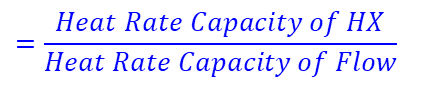 = Heat Rate Capacity of HX
Heat Rate Capacity of Flow